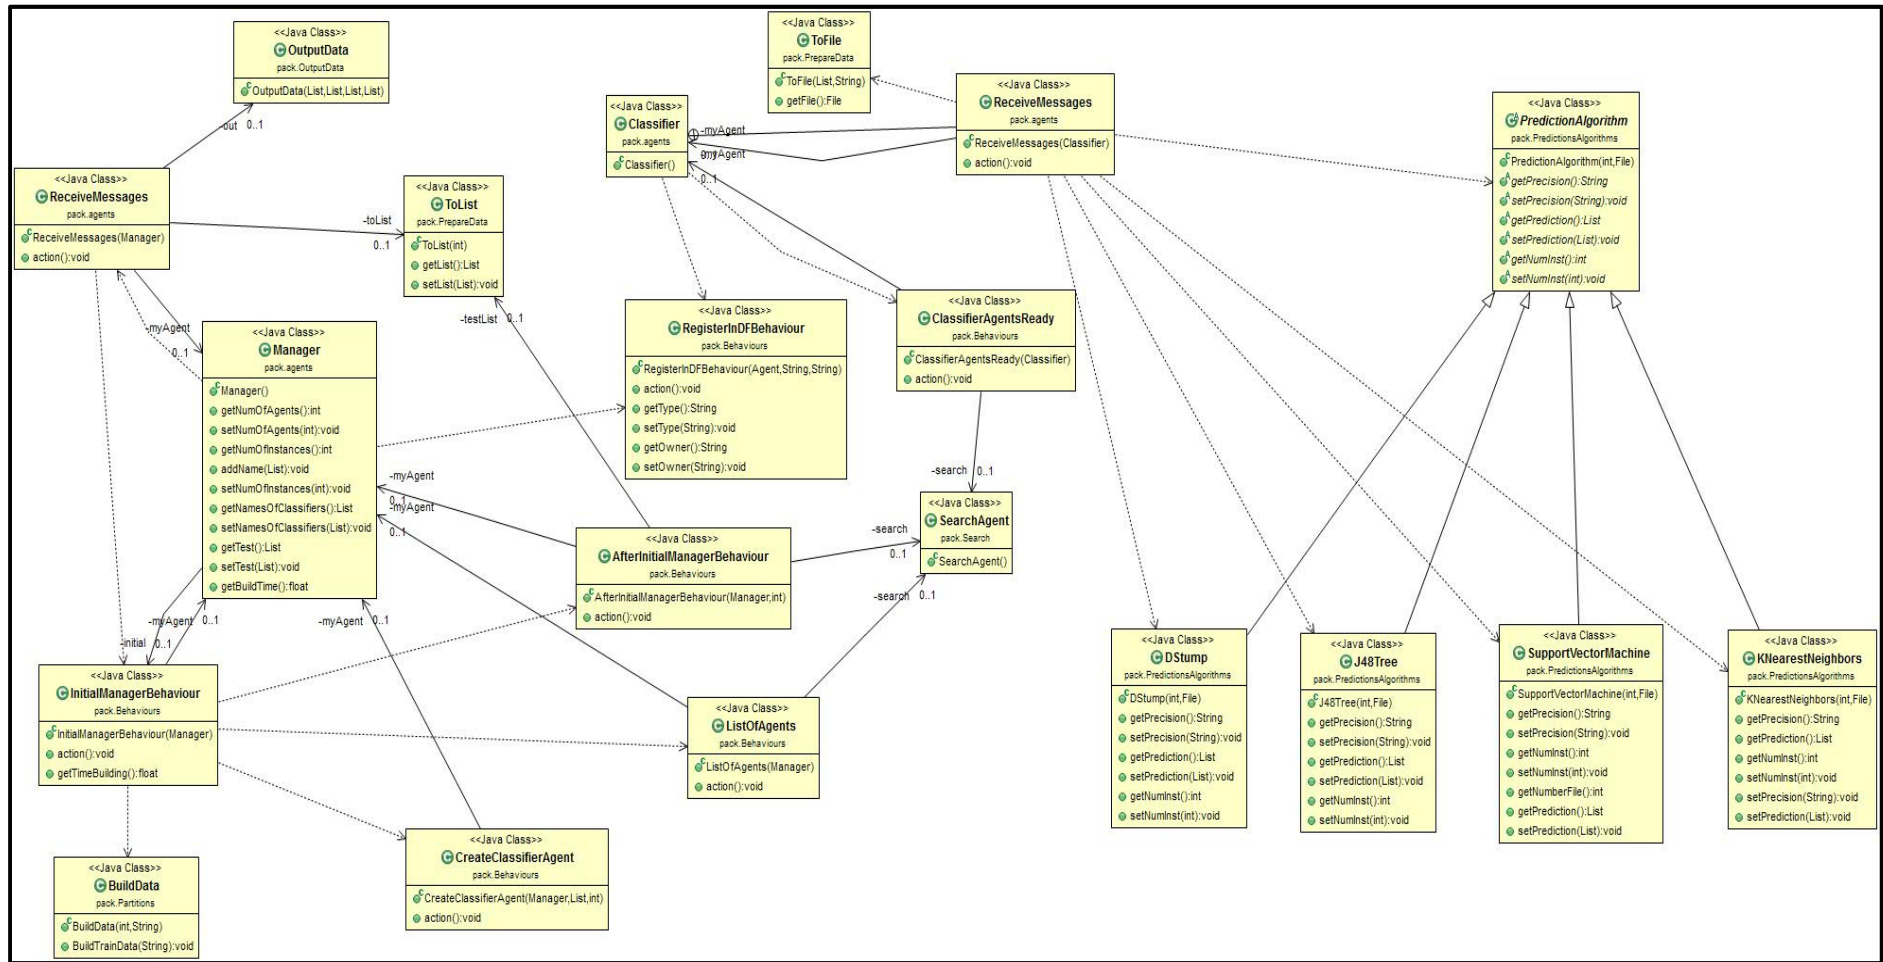 <<Java Class>>
OutputData
pack.OutputData
OutputData(List,List,List,List)
<<Java Class>>
ToFile
pack.PrepareData
ToFile(List,String)
getFile():File
<<Java Class>>
ReceiveMessages
pack.agents
ReceiveMessages(Classifier)
action():void
<<Java Class>>
Classifier
pack.agents
Classifier()
<<Java Class>>
PredictionAlgorithm
pack.PredictionsAlgorithms
PredictionAlgorithm(int,File)
getPrecision():String
setPrecision(String):void
getPrediction():List
setPrediction(List):void
getNumInst():int
setNumInst(int):void
-out 0..1
-myAgent
0..1
-myAgent
0..1
<<Java Class>>
ReceiveMessages
pack.agents
ReceiveMessages(Manager)
action():void
-toList
0..1
<<Java Class>>
ToList
pack.PrepareData
ToList(int)
getList():List
setList(List):void
-testList 0..1
<<Java Class>>
RegisterInDFBehaviour
pack.Behaviours
RegisterInDFBehaviour(Agent,String,String)
action():void
getType():String
setType(String):void
getOwner():String
setOwner(String):void
<<Java Class>>
ClassifierAgentsReady
pack.Behaviours
ClassifierAgentsReady(Classifier)
action():void
-myAgent
0..1
<<Java Class>>
Manager
pack.agents
Manager()
getNumOfAgents():int
setNumOfAgents(int):void
getNumOfInstances():int
addName(List):void
setNumOfInstances(int):void
getNamesOfClassifiers():List
setNamesOfClassifiers(List):void
getTest():List
setTest(List):void
getBuildTime():float
-myAgent
0..1
-myAgent
0..1
-search 0..1
<<Java Class>>
SearchAgent
pack.Search
SearchAgent()
-search
0..1
-search 0..1
<<Java Class>>
AfterInitialManagerBehaviour
pack.Behaviours
AfterInitialManagerBehaviour(Manager,int)
action():void
-myAgent 0..1
-initial 0..1
-myAgent 0..1
<<Java Class>>
InitialManagerBehaviour
pack.Behaviours
InitialManagerBehaviour(Manager)
action():void
getTimeBuilding():float
<<Java Class>>
ListOfAgents
pack.Behaviours
ListOfAgents(Manager)
action():void
<<Java Class>>
CreateClassifierAgent
pack.Behaviours
CreateClassifierAgent(Manager,List,int)
action():void
<<Java Class>>
BuildData
pack.Partitions
BuildData(int,String)
BuildTrainData(String):void
<<Java Class>>
DStump
pack.PredictionsAlgorithms
DStump(int,File)
getPrecision():String
setPrecision(String):void
getPrediction():List
setPrediction(List):void
getNumInst():int
setNumInst(int):void
<<Java Class>>
J48Tree
pack.PredictionsAlgorithms
J48Tree(int,File)
getPrecision():String
setPrecision(String):void
getPrediction():List
setPrediction(List):void
getNumInst():int
setNumInst(int):void
<<Java Class>>
SupportVectorMachine
pack.PredictionsAlgorithms
SupportVectorMachine(int,File)
getPrecision():String
setPrecision(String):void
getNumInst():int
setNumInst(int):void
getNumberFile():int
getPrediction():List
setPrediction(List):void
<<Java Class>>
KNearestNeighbors
pack.PredictionsAlgorithms
KNearestNeighbors(int,File)
getPrecision():String
getPrediction():List
getNumInst():int
setNumInst(int):void
setPrecision(String):void
setPrediction(List):void